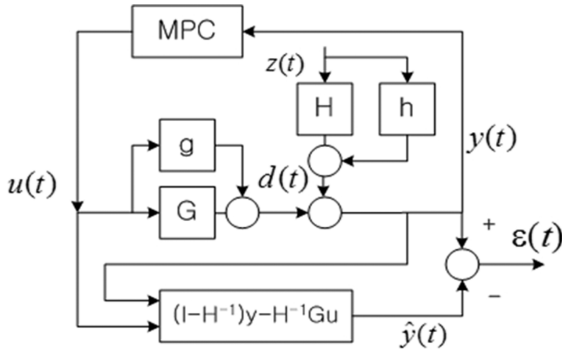 MPC
z(t)
H
h
g
y(t)
u(t)
d(t)
G
+
ε(t)
(I–H⁻¹)y–H⁻¹Gu
–
ŷ(t)